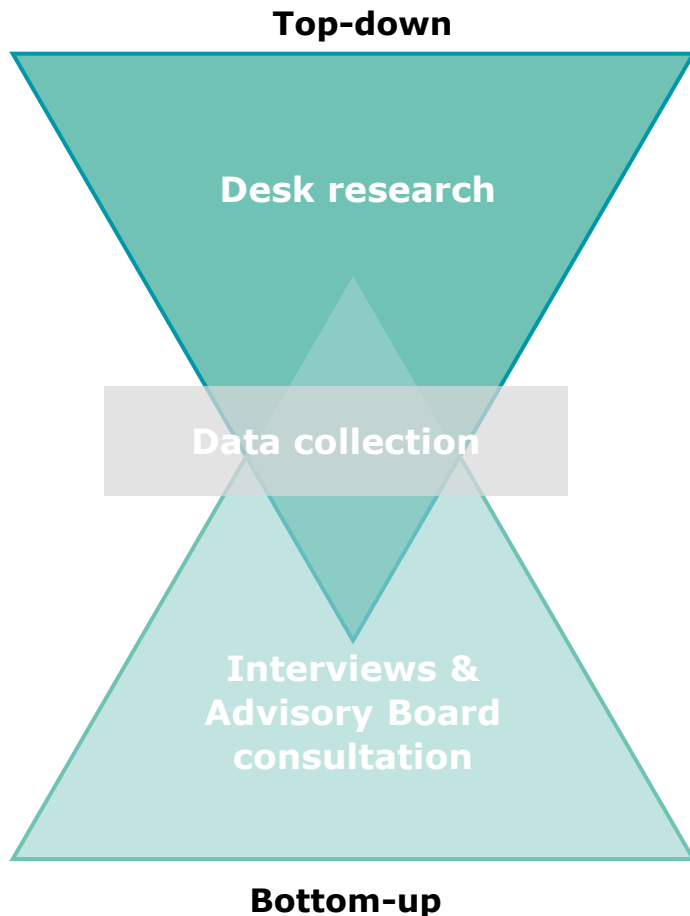 Top-down
Desk research
Data collection
Interviews &
Advisory Board
consultation
Bottom-up